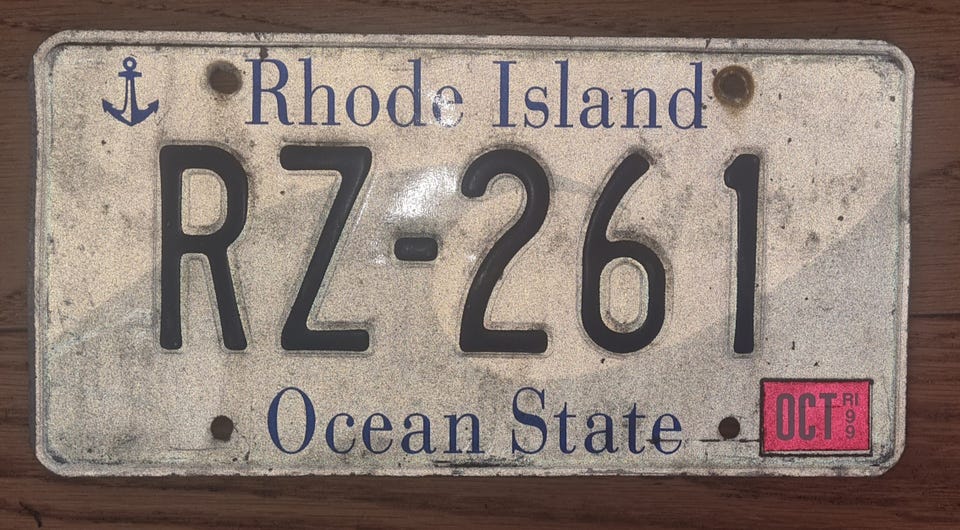 Rhode Island
RZ-261
Ocean State
OCT RI 99